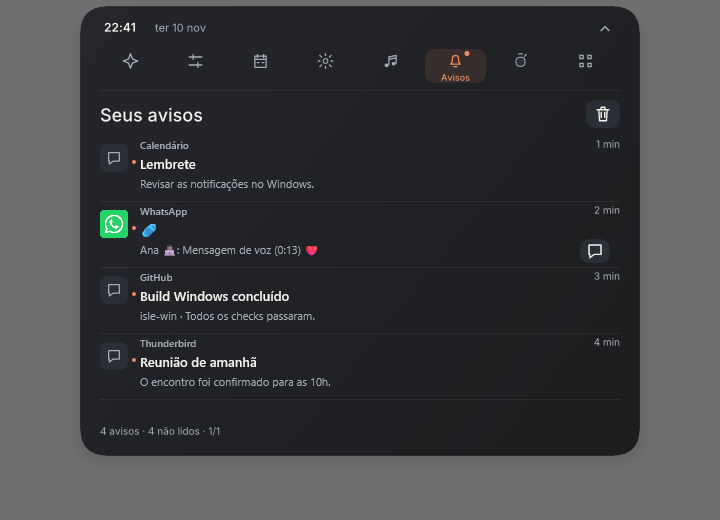 22:41 ter 10 nov
Avisos
Seus avisos
Calendário 1 min
Lembrete
Revisar as notificações no Windows.
WhatsApp 2 min
Ana : Mensagem de voz (0:13)
GitHub 3 min
Build Windows concluído
isle-win · Todos os checks passaram.
Thunderbird 4 min
Reunião de amanhã
O encontro foi confirmado para as 10h.
4 avisos · 4 não lidos · 1/1